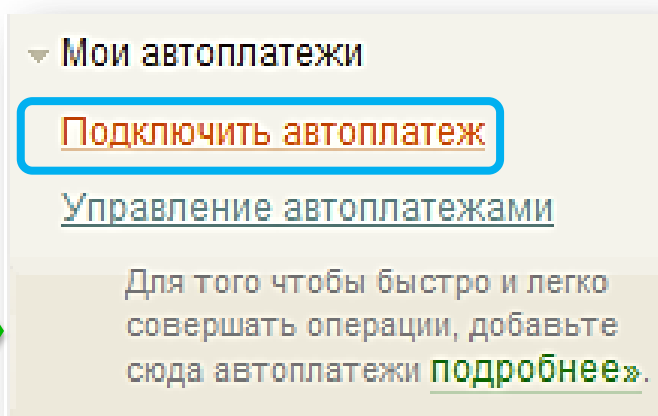 Мои автоплатежи
Подключить автоплатеж
Управление автоплатежами
Для того чтобы быстро и легко
совершать операции, добавьте
сюда автоплатежи подробнее».